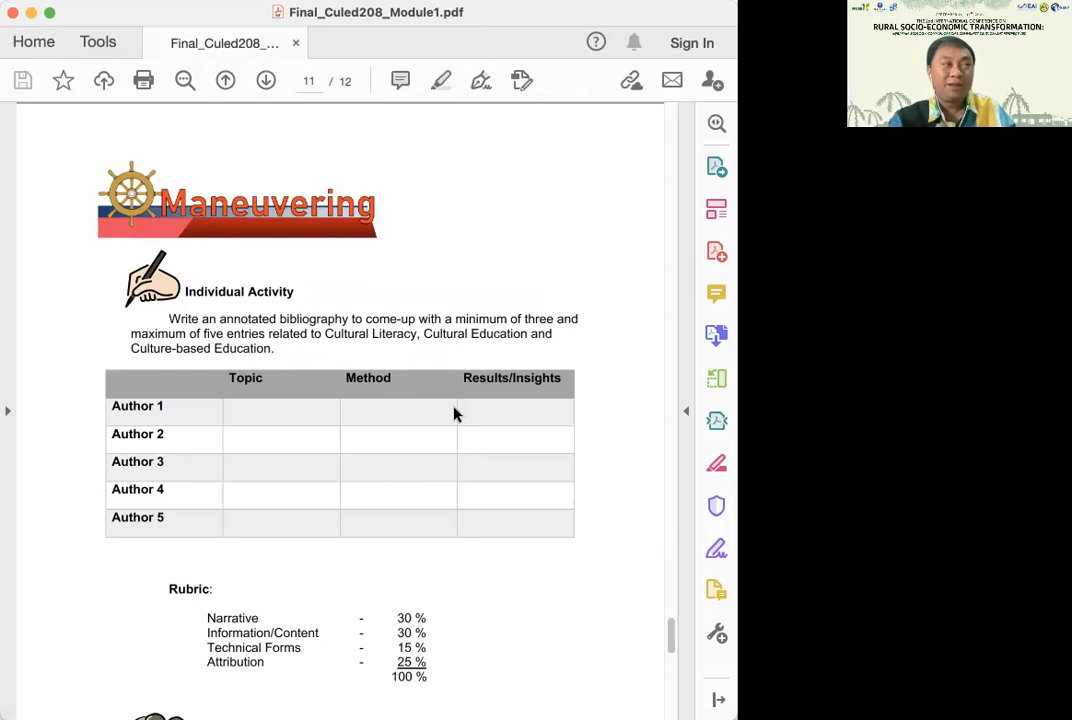 Final_Culed208_Module1.pdf
Home Tools Final_Culed208_... × Sign In
11 / 12
RURAL SOCIO-ECONOMIC TRANSFORMATION:
Maneuvering
Individual Activity
Write an annotated bibliography to come-up with a minimum of three and
maximum of five entries related to Cultural Literacy, Cultural Education and
Culture-based Education.
Topic Method Results/Insights
Author 1
Author 2
Author 3
Author 4
Author 5
Rubric:
Narrative - 30 %
Information/Content - 30 %
Technical Forms - 15 %
Attribution - 25 %
100 %